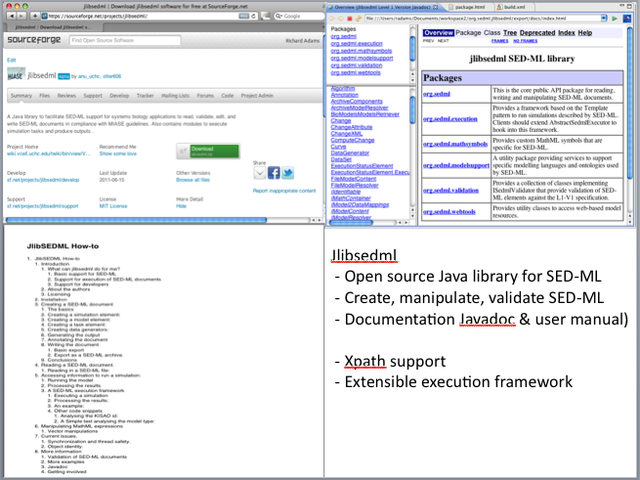 jlibsedml | Download jlibsedml software for free at SourceForge.net
https://sourceforge.net/projects/jlibsedml/
Google
jlibsedml | Download jlibsedml s...
sourceforge
Find Open Source Software
Richard Adams
Edit
MIASE
jlibsedml
beta
by anu_uchc, other606
Summary Files Reviews Support Develop Tracker Mailing Lists Forums Code Project Admin
A Java library to facilitate SED-ML support for systems biology applications to read, validate, edit, and
write SED-ML documents in compliance with MIASE guidelines. Also contains modules to execute
simulation tasks and produce outputs.
Project Home
wiki.vcell.uchc.edu/wiki/bin/view/V...
Recommend Me
Show some love
Download
Share
Develop
sf.net/projects/jlibsedml/develop
Last Update
2011-06-15
Other Versions
Browse all files
Report inappropriate content
Support
sf.net/projects/jlibsedml/support
License
MIT License
More Detail
Hide
Overview (jlibsedml Level 1, Version Javadoc)
package.html
build.xml
file:///Users/radams/Documents/workspace2/org.sedml.jlibsedml/export/docs/index.html
Packages
org.sedml
org.sedml.execution
org.sedml.mathsymbols
org.sedml.modelsupport
org.sedml.validation
org.sedml.webtools
Algorithm
Annotation
ArchiveComponents
ArchiveModelResolver
BioModelsModelsRetriever
Change
ChangeAttribute
ChangeXML
ComputeChange
Curve
DataGenerator
DataSet
ExecutionStatusElement
ExecutionStatusElement.Execu
FileModelResolver
IIdentifiable
IMathContainer
IModel2DataMappings
IModelContent
IModelResolver
Overview Package Class Tree Deprecated Index Help
PREV NEXT
FRAMES NO FRAMES
jlibsedml SED-ML library
Packages
org.sedml
This is the core public API package for reading,
writing and manipulating SED-ML documents.
org.sedml.execution
Provides a framework based on the Template
pattern to run simulations described by SED-ML.
Clients should extend AbstractSedmlExecutor to
hook into this framework.
org.sedml.mathsymbols
Provides custom MathML symbols that are
specific for SED-ML.
org.sedml.modelsupport
A utility package providing services to support
specific modelling languages and ontologies used
by SED-ML.
org.sedml.validation
Provides a collection of classes implementing
ISedmlValidator that provide validation of SED-
ML elements against the L1-V1 specification.
org.sedml.webtools
Provide utility classes to access web-based model
resources.
JlibSEDML How-to
1. JlibSEDML How-to
1. Introduction
1. What can jlibsedml do for me?
1. Basic support for SED-ML
2. Support for execution of SED-ML documents
3. Support for developers
2. About the authors
3. Licensing
2. Installation
3. Creating a SED-ML document
1. The basics
2. Creating a simulation element:
3. Creating a model element:
4. Creating a task element:
5. Creating data generators:
6. Generating the output
7. Annotating the document
8. Writing the document
1. Basic export
2. Export as a SED-ML archive.
9. Conclusions
4. Reading a SED-ML document.
1. Reading in a SED-ML file:
5. Accessing information to run a simulation:
1. Running the model
2. Processing the results
3. A SED-ML execution framework
1. Executing a simulation:
2. Processing the results:
3. An example:
4. Other code snippets
1. Analysing the KISAO id:
2. A Simple test analysing the model type:
6. Manipulating MathML expressions
1. Vector manipulations
7. Current issues.
1. Synchronization and thread safety.
2. Object identity.
8. More information
1. Validation of SED-ML documents
2. More examples
3. Javadoc
4. Getting involved
Jlibsedml
- Open source Java library for SED-ML
- Create, manipulate, validate SED-ML
- Documentation Javadoc & user manual)
- Xpath support
- Extensible execution framework